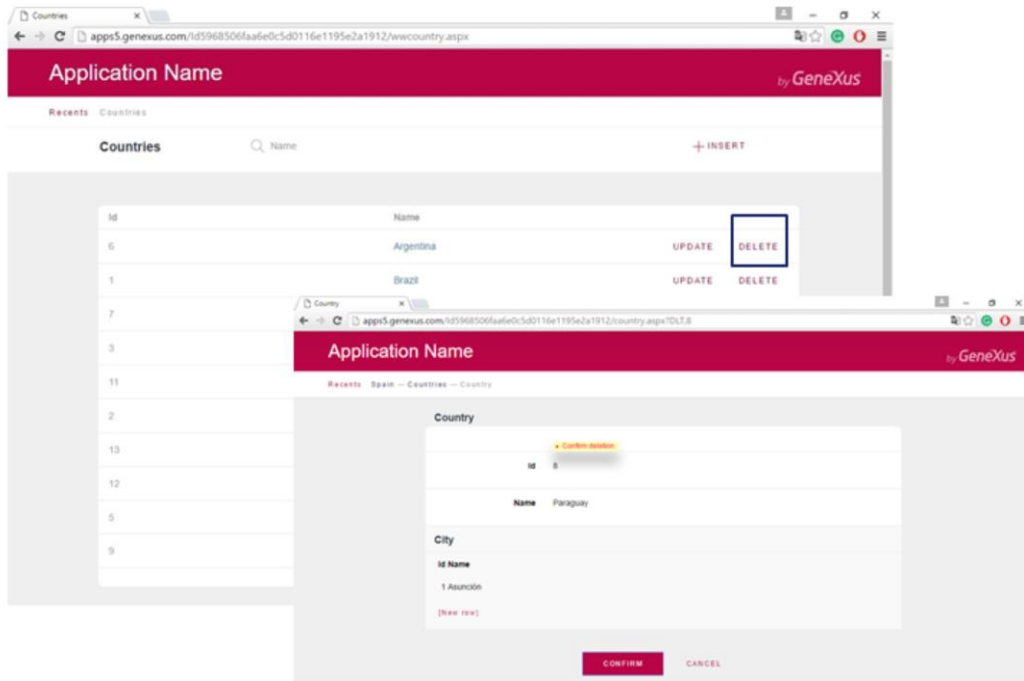 Countries
apps5.genexus.com/Id5968506faa6e0c5d0116e1195e2a1912/wwcountry.aspx
Application Name
by GeneXus
Recents Countries
Countries Name INSERT
Id Name
6 Argentina UPDATE DELETE
1 Brazil UPDATE DELETE
7
3
11
2
13
12
5
9
Country
apps5.genexus.com/Id5968506faa6e0c5d0116e1195e2a1912/country.aspx?DLT,8
Application Name
by GeneXus
Recents Spain — Countries — Country
Country
• Confirm deletion
Id 8
Name Paraguay
City
Id Name
1 Asunción
[New row]
CONFIRM CANCEL